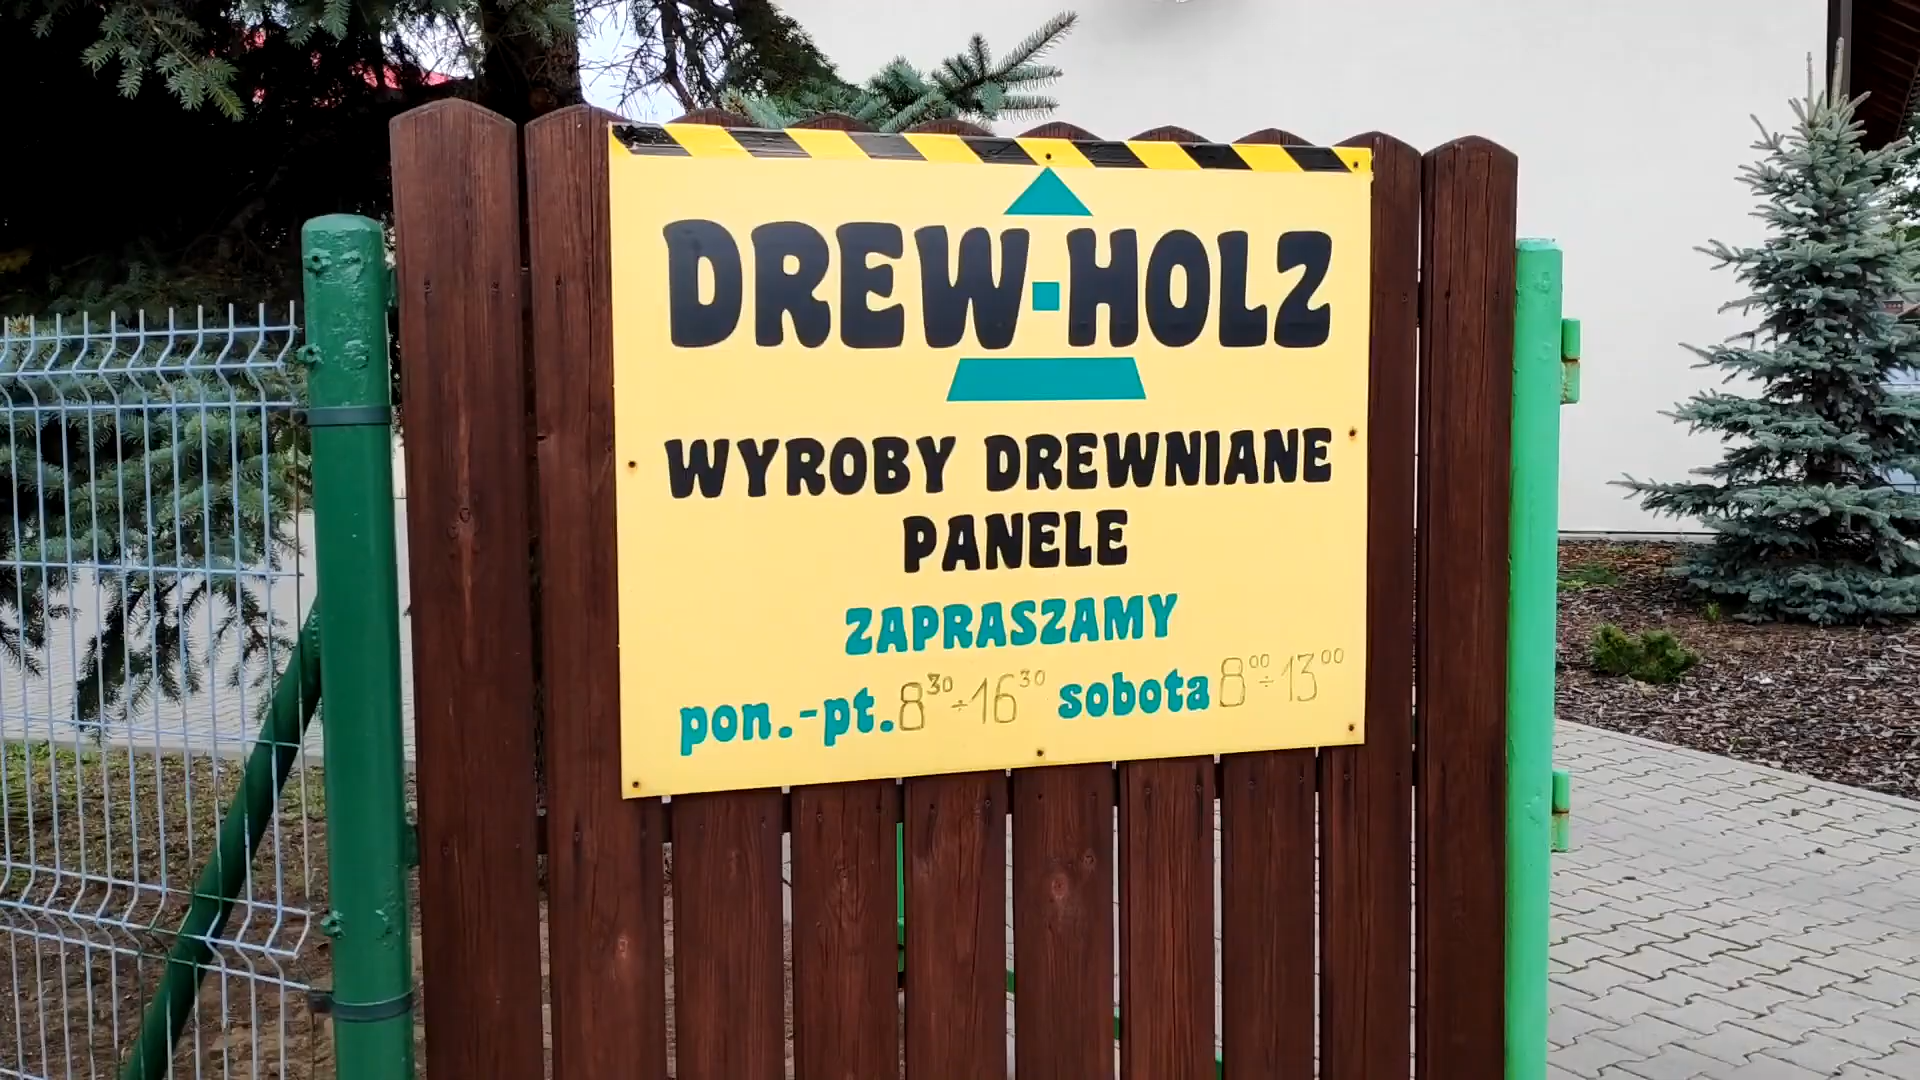 DREW-HOLZ
WYROBY DREWNIANE
PANELE
ZAPRASZAMY
pon.-pt. 8³⁰÷16³⁰ sobota 8⁰⁰÷13⁰⁰